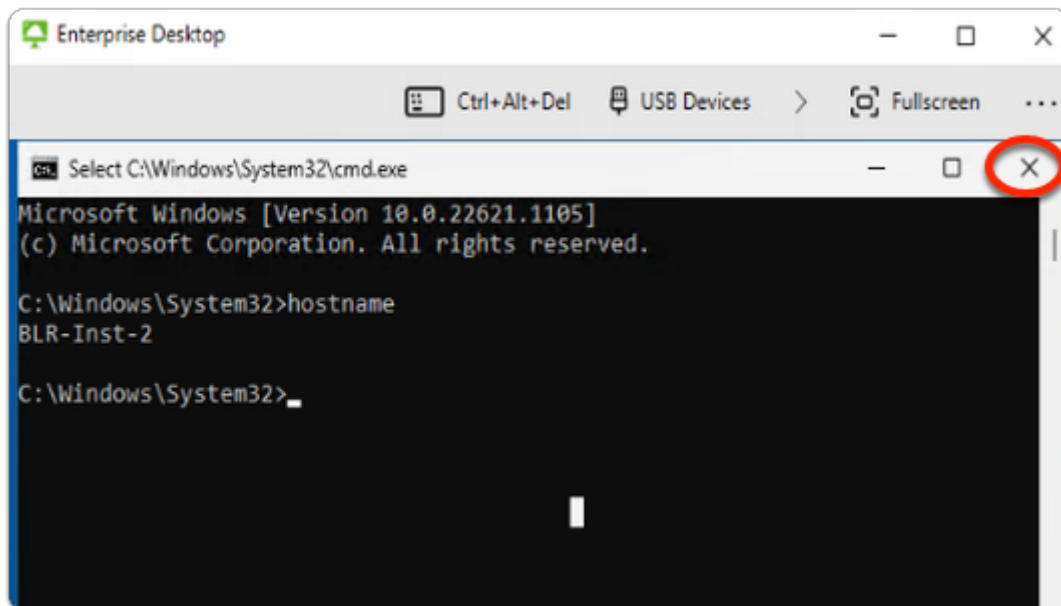 Enterprise Desktop
Ctrl+Alt+Del USB Devices Fullscreen
Select C:\Windows\System32\cmd.exe
Microsoft Windows [Version 10.0.22621.1105]
(c) Microsoft Corporation. All rights reserved.
C:\Windows\System32>hostname
BLR-Inst-2
C:\Windows\System32>